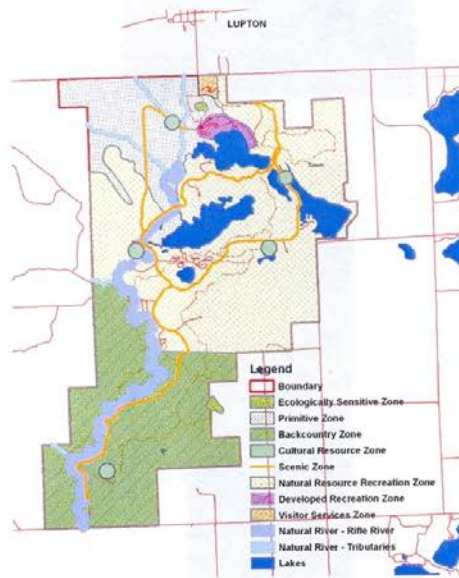 LUPTON
Legend
Boundary
Ecologically Sensitive Zone
Primitive Zone
Backcountry Zone
Cultural Resource Zone
Scenic Zone
Natural Resource Recreation Zone
Developed Recreation Zone
Visitor Services Zone
Natural River - Rifle River
Natural River - Tributaries
Lakes